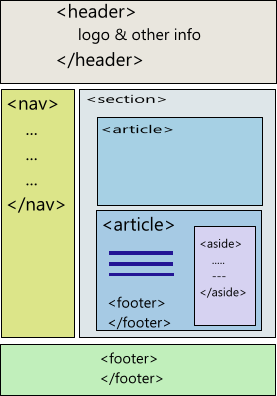 <header>
logo & other info
</header>
<nav>
...
...
...
</nav>
<section>
<article>
<article>
<footer>
</footer>
<aside>
.....
---
</aside>
<footer>
</footer>